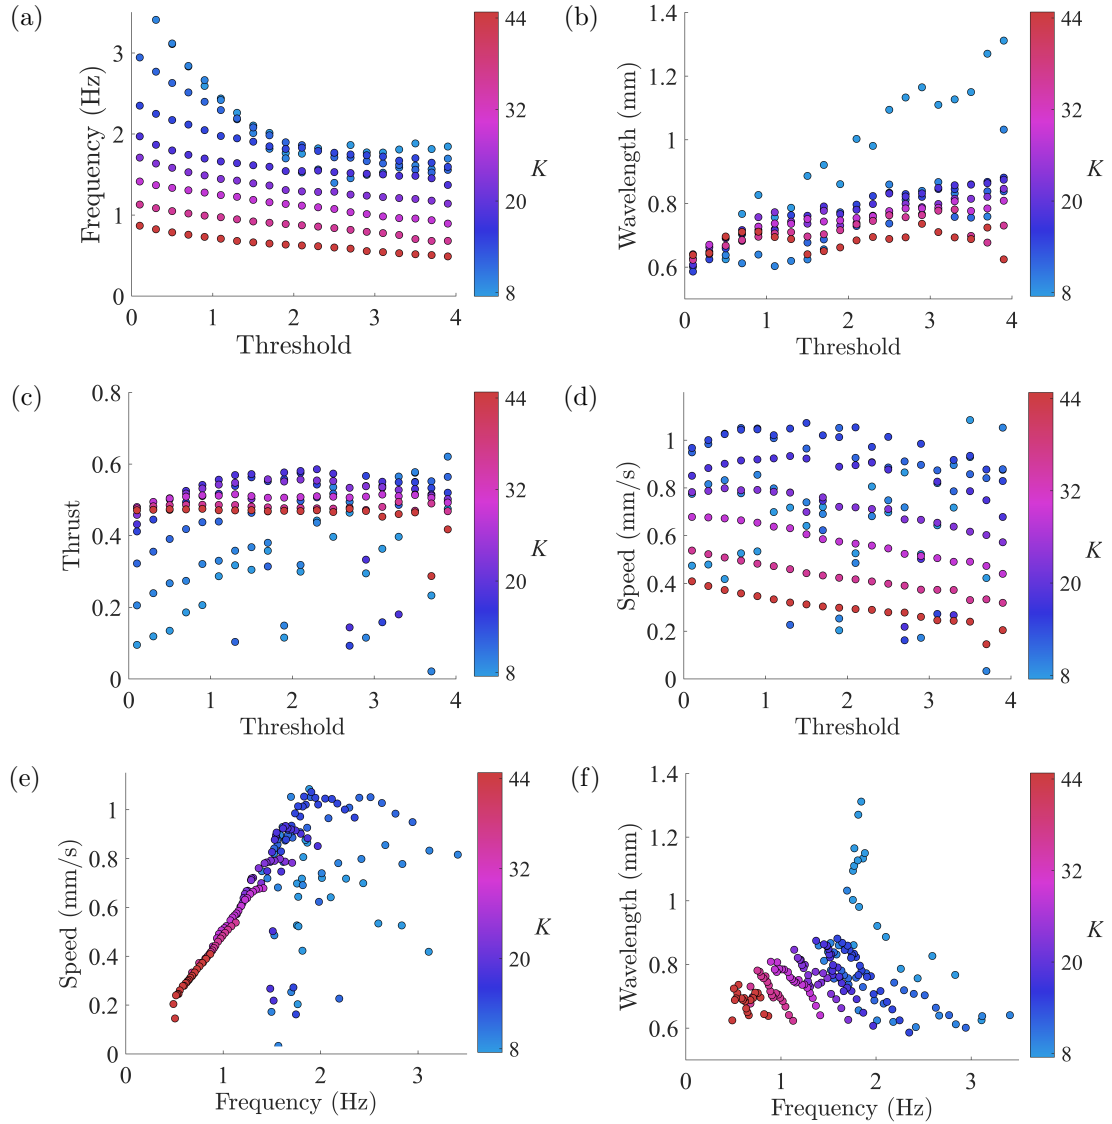 (a)
Frequency (Hz)
3
2
1
0
0 1 2 3 4
Threshold
44
32
20
8
K
(b)
Wavelength (mm)
1.4
1.2
1
0.8
0.6
0 1 2 3 4
Threshold
44
32
20
8
K
(c)
Thrust
0.8
0.6
0.4
0.2
0
0 1 2 3 4
Threshold
44
32
20
8
K
(d)
Speed (mm/s)
1
0.8
0.6
0.4
0.2
0
0 1 2 3 4
Threshold
44
32
20
8
K
(e)
Speed (mm/s)
1
0.8
0.6
0.4
0.2
0
0 1 2 3
Frequency (Hz)
44
32
20
8
K
(f)
Wavelength (mm)
1.4
1.2
1
0.8
0.6
0 1 2 3
Frequency (Hz)
44
32
20
8
K